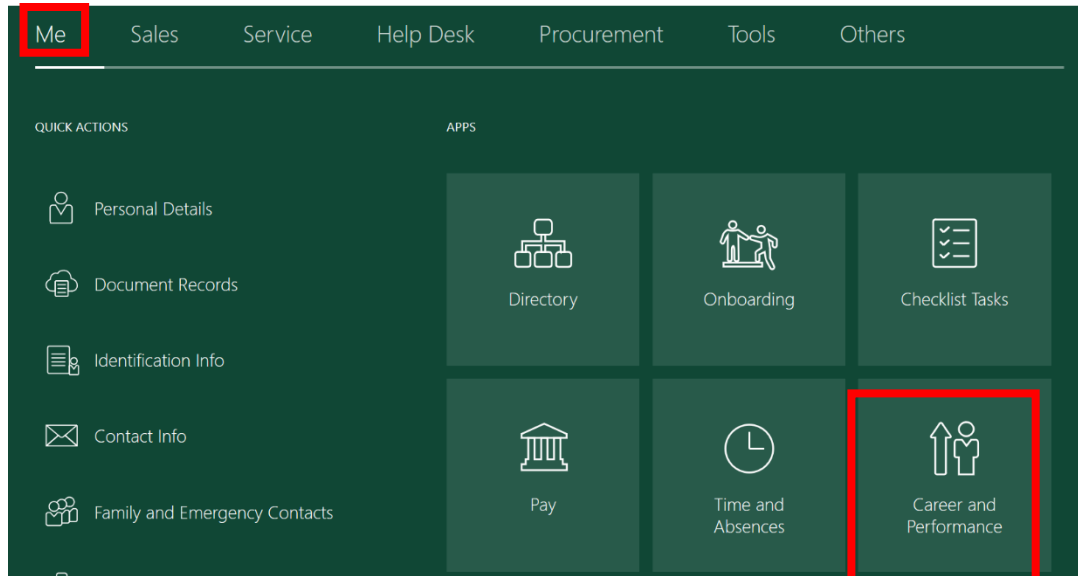 Me Sales Service Help Desk Procurement Tools Others
QUICK ACTIONS
Personal Details
Document Records
Identification Info
Contact Info
Family and Emergency Contacts
APPS
Directory
Onboarding
Checklist Tasks
Pay
Time and
Absences
Career and
Performance